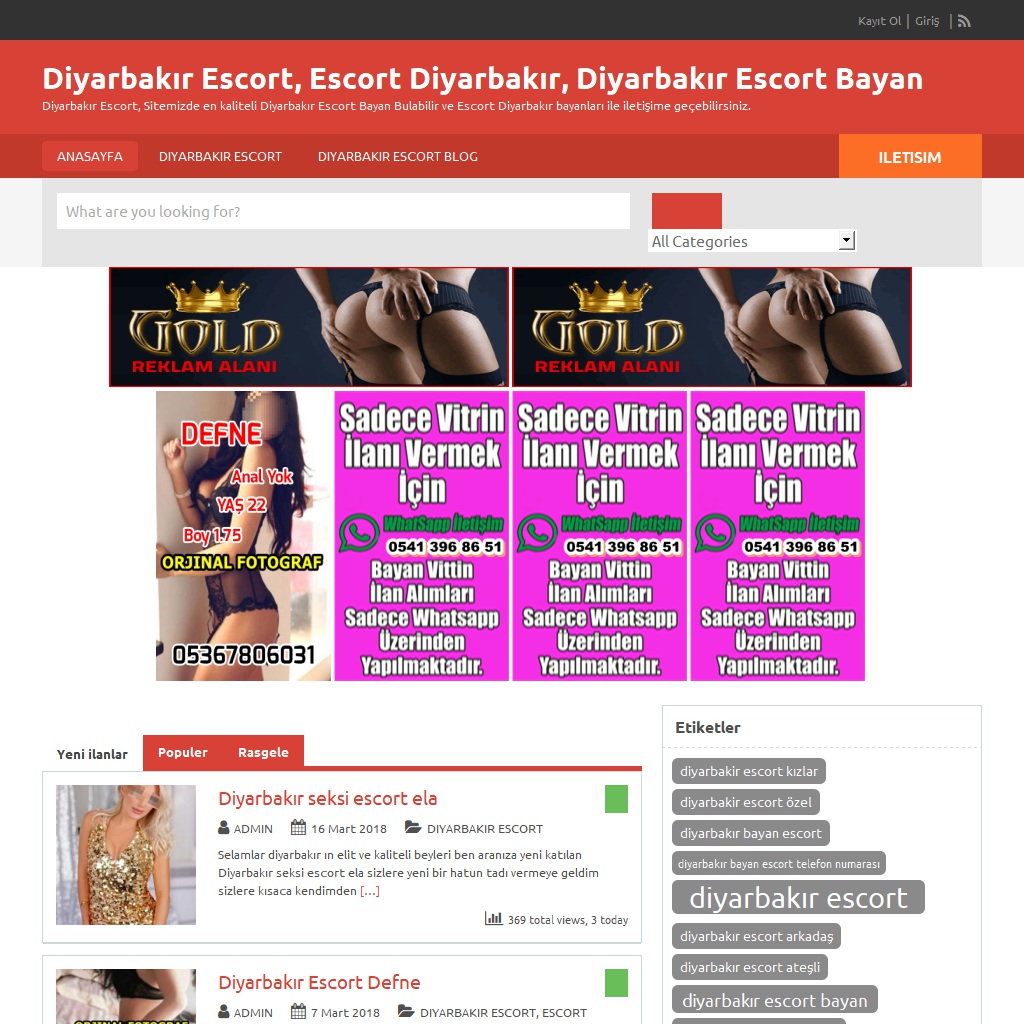 Kayıt Ol | Giriş |
Diyarbakır Escort, Escort Diyarbakır, Diyarbakır Escort Bayan
Diyarbakır Escort, Sitemizde en kaliteli Diyarbakır Escort Bayan Bulabilir ve Escort Diyarbakır bayanları ile iletişime geçebilirsiniz.
ANASAYFA DIYARBAKIR ESCORT DIYARBAKIR ESCORT BLOG ILETISIM
What are you looking for?
All Categories
GOLD
REKLAM ALANI
GOLD
REKLAM ALANI
DEFNE
Anal Yok
YAŞ 22
Boy 1.75
ORJINAL FOTOGRAF
05367806031
Sadece Vitrin
İlanı Vermek
İçin
WhatSapp İletişim
0541 396 86 51
Bayan Vittin
İlan Alımları
Sadece Whatsapp
Üzerinden
Yapılmaktadır.
Sadece Vitrin
İlanı Vermek
İçin
WhatSapp İletişim
0541 396 86 51
Bayan Vittin
İlan Alımları
Sadece Whatsapp
Üzerinden
Yapılmaktadır.
Sadece Vitrin
İlanı Vermek
İçin
WhatSapp İletişim
0541 396 86 51
Bayan Vittin
İlan Alımları
Sadece Whatsapp
Üzerinden
Yapılmaktadır.
Yeni ilanlar Populer Rasgele
Diyarbakır seksi escort ela
ADMIN 16 Mart 2018 DIYARBAKIR ESCORT
Selamlar diyarbakır ın elit ve kaliteli beyleri ben aranıza yeni katılan
Diyarbakır seksi escort ela sizlere yeni bir hatun tadı vermeye geldim
sizlere kısaca kendimden [...]
369 total views, 3 today
Diyarbakır Escort Defne
ADMIN 7 Mart 2018 DIYARBAKIR ESCORT, ESCORT
ORJINAL FOTOGRAF
Etiketler
diyarbakir escort kızlar
diyarbakir escort özel
diyarbakır bayan escort
diyarbakır bayan escort telefon numarası
diyarbakır escort
diyarbakır escort arkadaş
diyarbakır escort ateşli
diyarbakır escort bayan